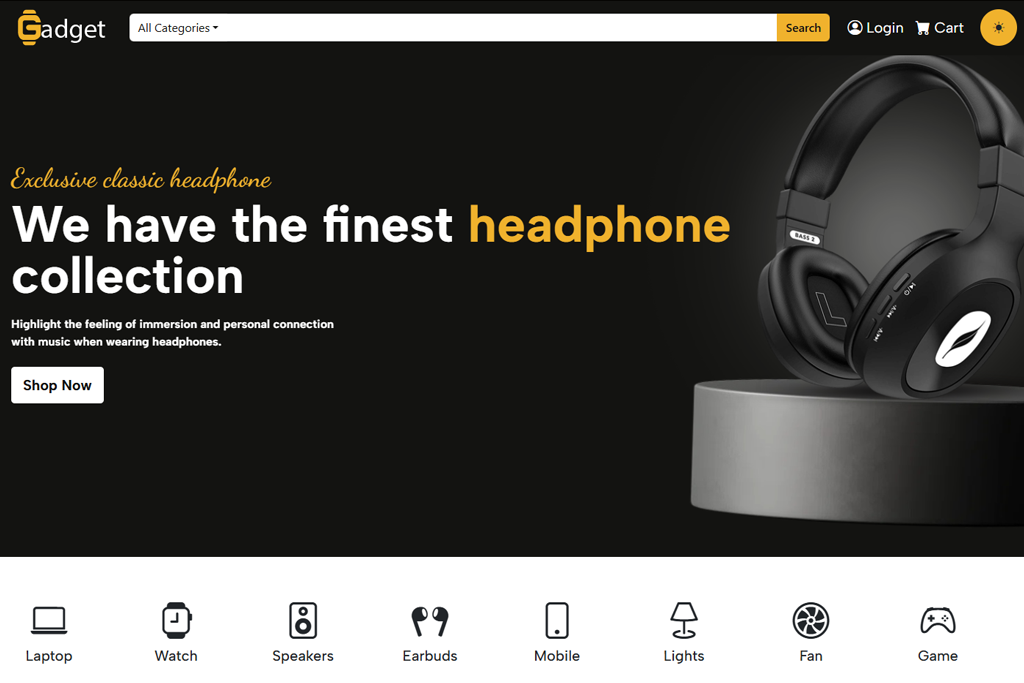 Gadget
All Categories
Search
Login
Cart
Exclusive classic headphone
We have the finest headphone
collection
BASS 2
L
Highlight the feeling of immersion and personal connection
with music when wearing headphones.
Shop Now
Laptop
Watch
Speakers
Earbuds
Mobile
Lights
Fan
Game